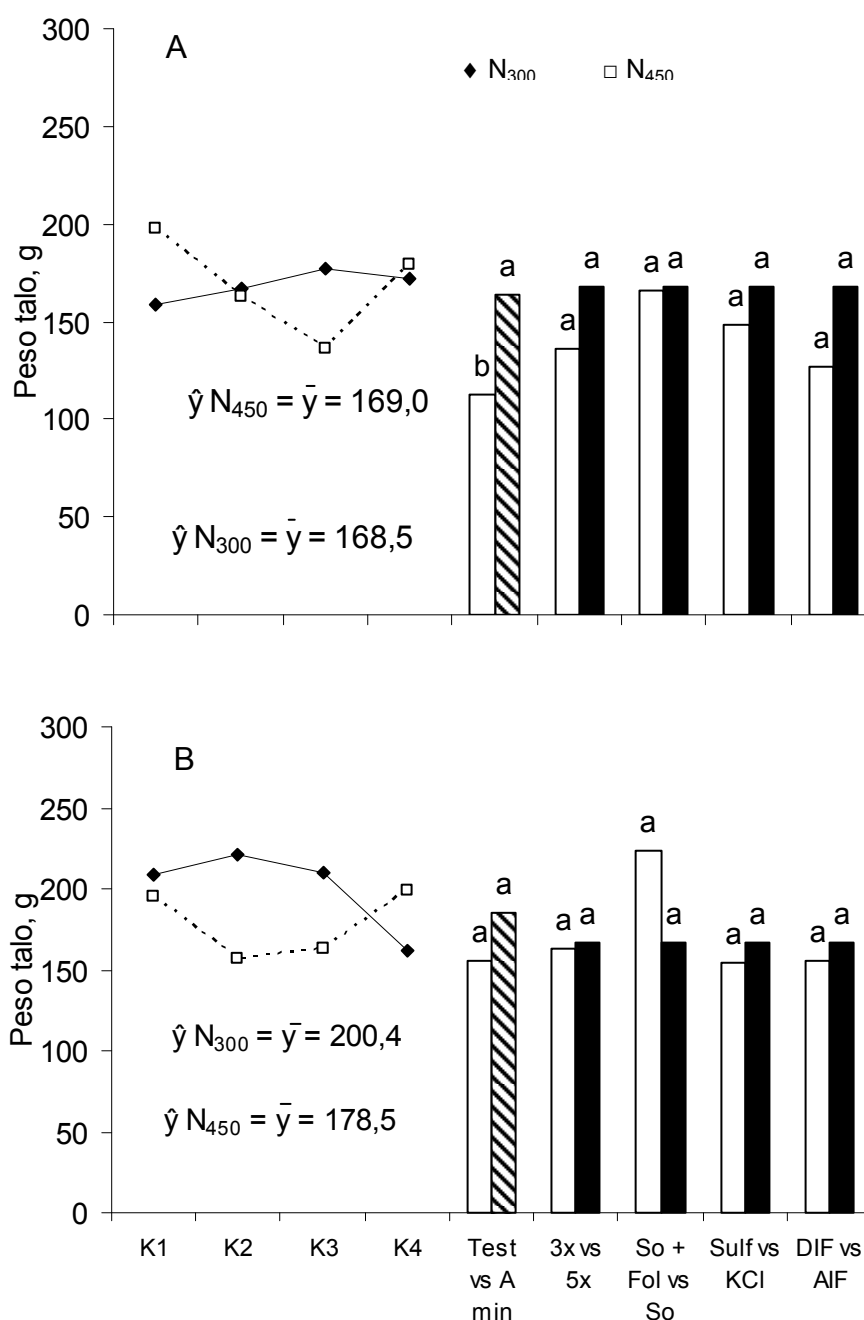 300
A
N300
N450
250
a
a
a a
a
a
200
b
a
a
150
Peso talo, g
ŷ N450 = ȳ = 169,0
100
50
ŷ N300 = ȳ = 168,5
0
300
B
250
a
a
200
a
a a
a
a a
a a
150
Peso talo, g
ŷ N300 = ȳ = 200,4
100
ŷ N450 = ȳ = 178,5
50
0
K1 K2 K3 K4
Test vs A min
3x vs 5x
So + Fol vs So
Sulf vs KCl
DIF vs AIF